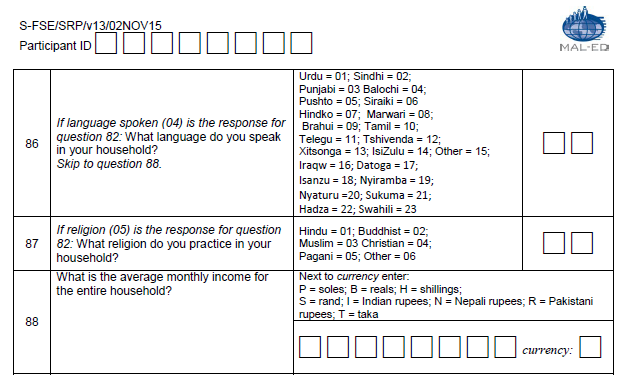 S-FSE/SRP/v13/02NOV15
Participant ID
MAL-ED
86
If language spoken (04) is the response for
question 82: What language do you speak
in your household?
Skip to question 88.
Urdu = 01; Sindhi = 02;
Punjabi = 03 Balochi = 04;
Pushto = 05; Siraiki = 06
Hindko = 07;  Marwari = 08;
Brahui = 09; Tamil = 10;
Telegu = 11; Tshivenda = 12;
Xitsonga = 13; IsiZulu = 14; Other = 15;
Iraqw = 16; Datoga = 17;
Isanzu = 18; Nyiramba = 19;
Nyaturu =20; Sukuma = 21;
Hadza = 22; Swahili = 23
87
If religion (05) is the response for question
82: What religion do you practice in your
household?
Hindu = 01; Buddhist = 02;
Muslim = 03 Christian = 04;
Pagani = 05; Other = 06
88
What is the average monthly income for
the entire household?
Next to currency enter:
P = soles; B = reals; H = shillings;
S = rand; I = Indian rupees; N = Nepali rupees; R = Pakistani
rupees; T = taka
currency: